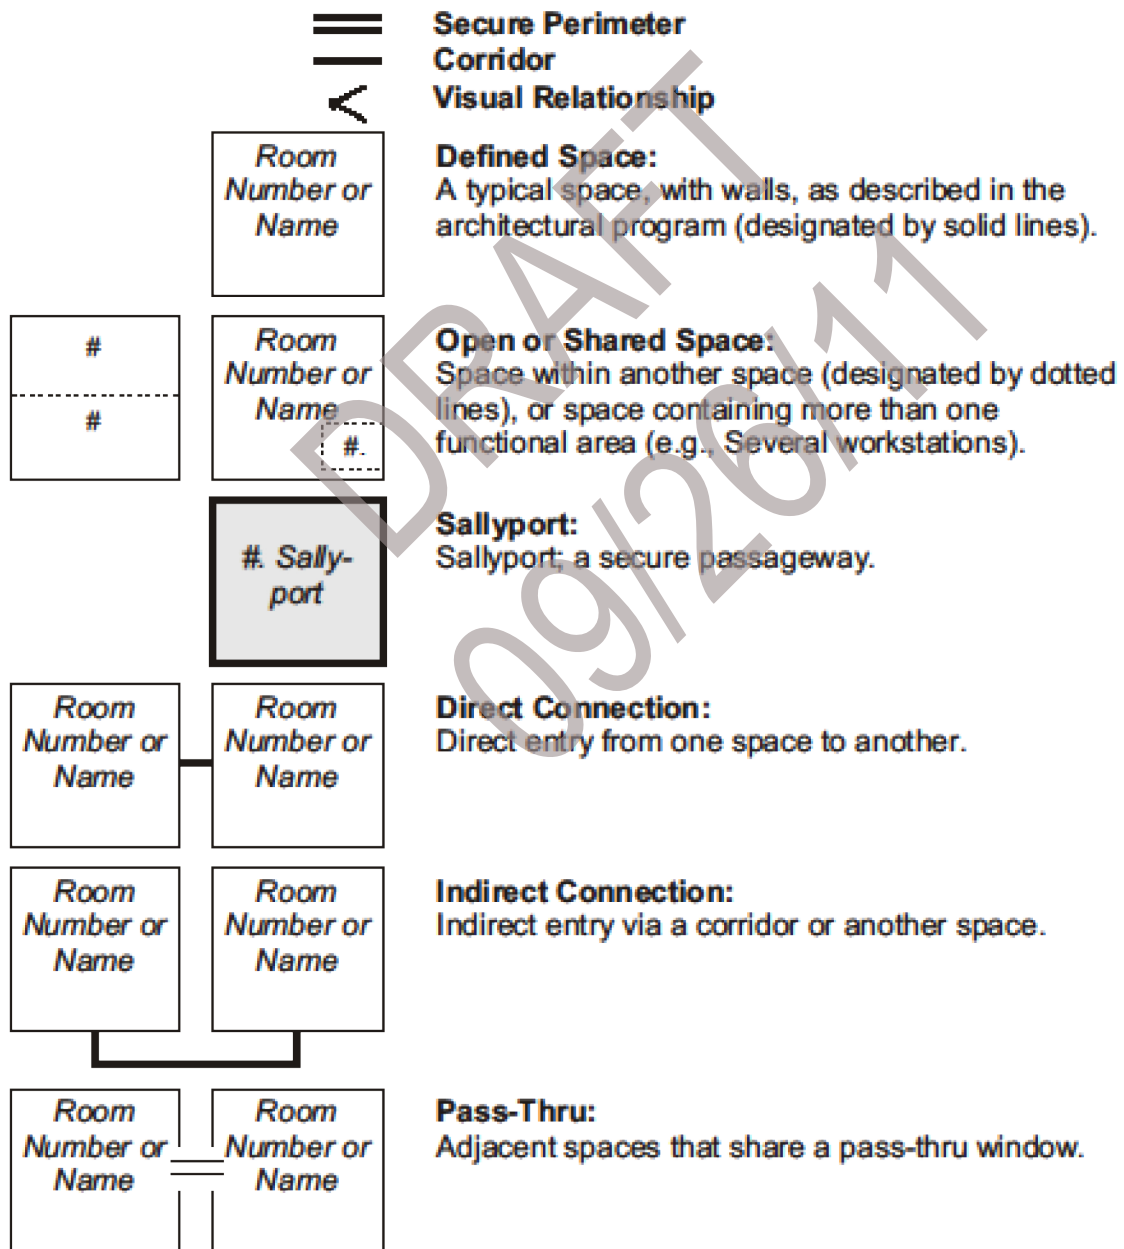 Secure Perimeter
Corridor
Visual Relationship
Room
Number or
Name
Defined Space:
A typical space, with walls, as described in the
architectural program (designated by solid lines).
#
#
Room
Number or
Name
#.
Open or Shared Space:
Space within another space (designated by dotted
lines), or space containing more than one
functional area (e.g., Several workstations).
#. Sally-
port
Sallyport:
Sallyport; a secure passageway.
Room
Number or
Name
Room
Number or
Name
Direct Connection:
Direct entry from one space to another.
Room
Number or
Name
Room
Number or
Name
Indirect Connection:
Indirect entry via a corridor or another space.
Room
Number or
Name
Room
Number or
Name
Pass-Thru:
Adjacent spaces that share a pass-thru window.
DRAFT
09/26/11